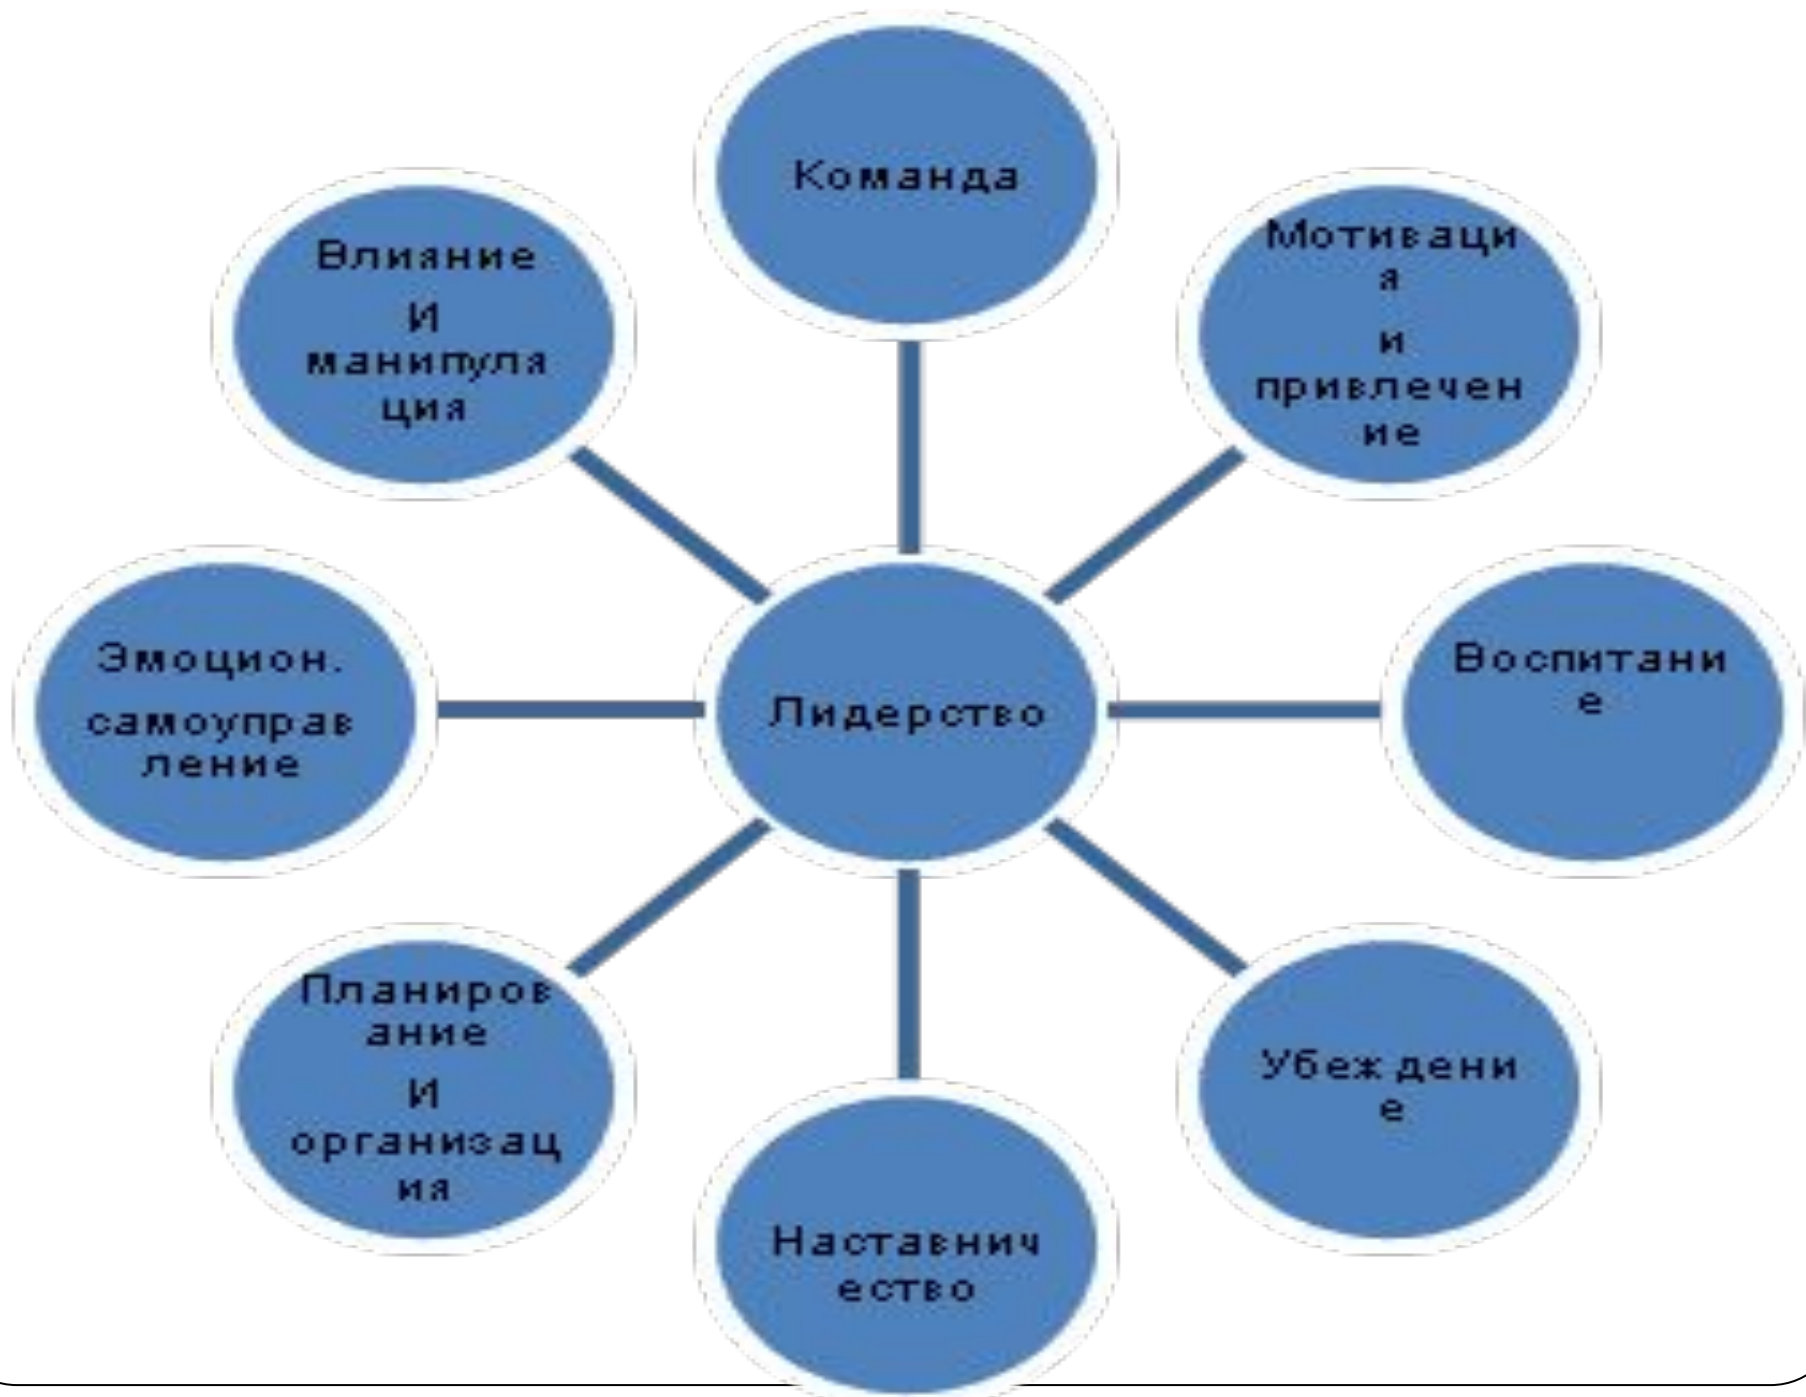 Команда
Мотиваци
я
и
привлечен
ие
Воспитани
е
Убеждени
е
Наставнич
ество
Планиров
ание
И
организац
ия
Эмоцион.
самоуправ
ление
Влияние
И
манипуля
ция
Лидерство